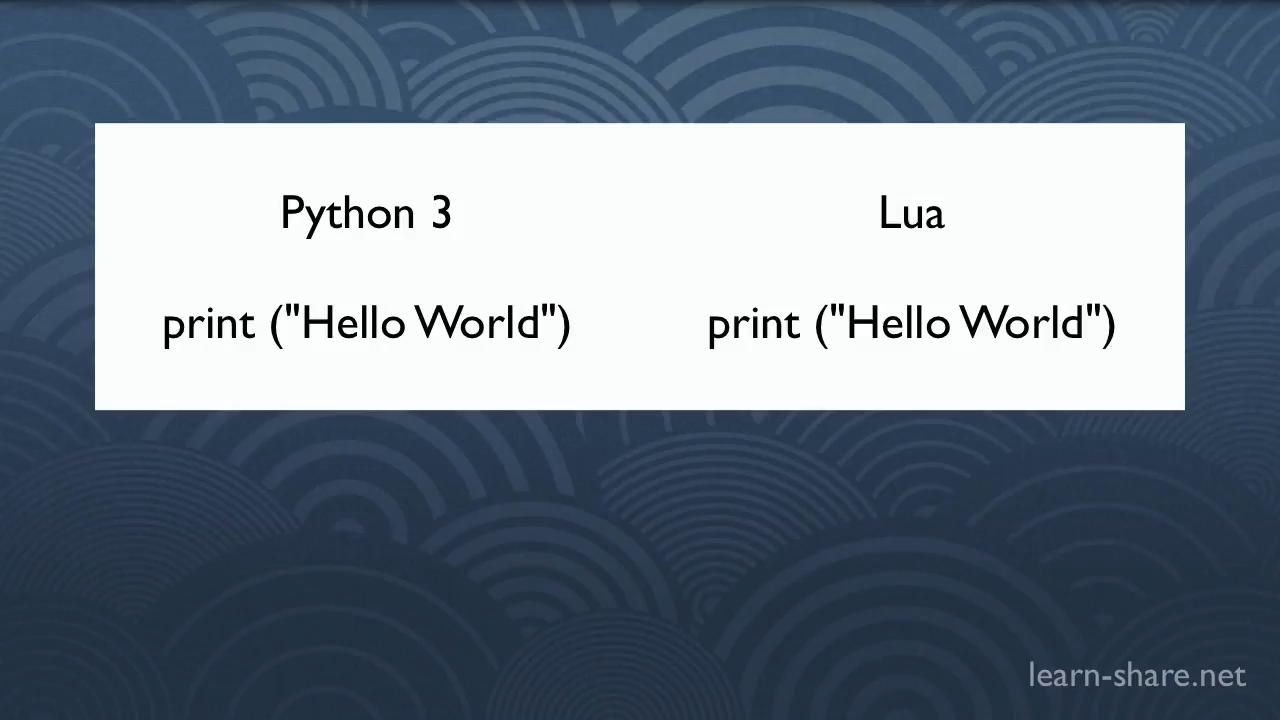 Python 3
Lua
print ("Hello World")
print ("Hello World")
learn-share.net